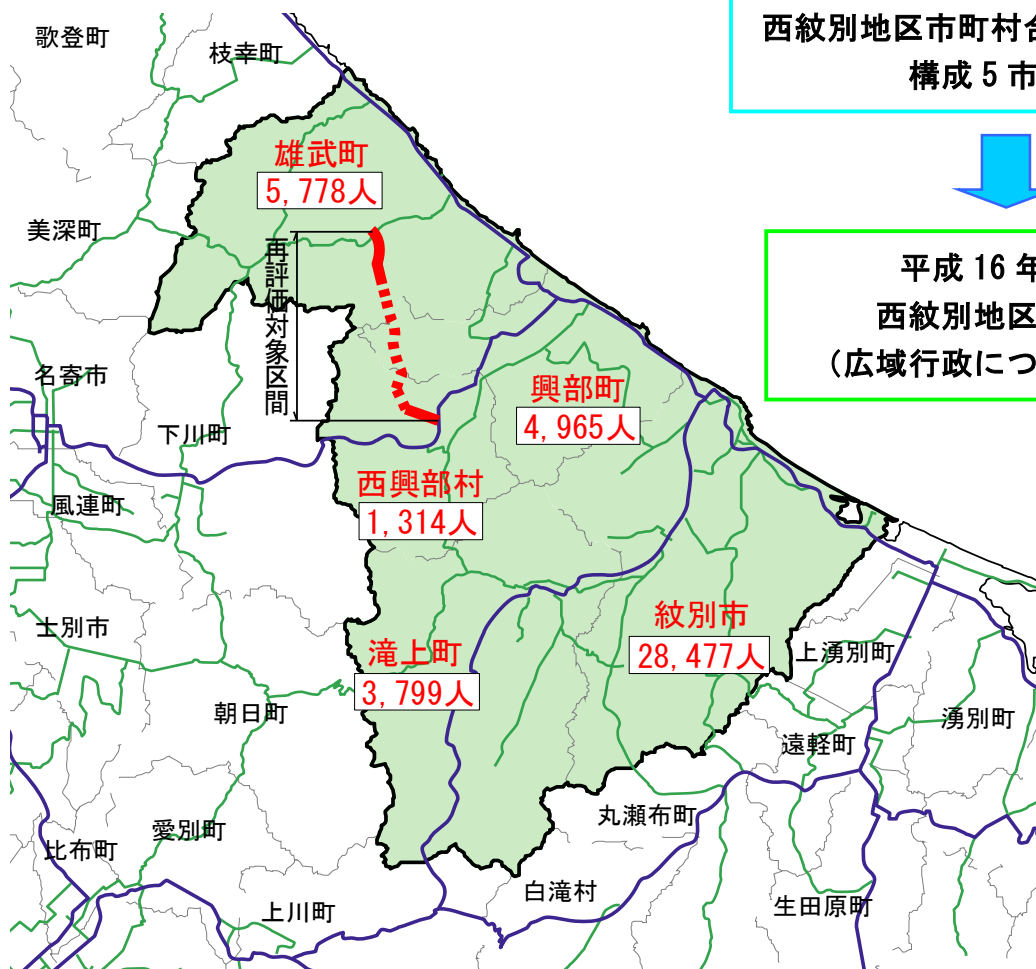 歌登町
枝幸町
西紋別地区市町村合
構成5市
雄武町
5,778人
美深町
再評価対象区間
平成16年
西紋別地区
(広域行政につ
名寄市
下川町
興部町
4,965人
風連町
西興部村
1,314人
士別市
滝上町
3,799人
紋別市
28,477人
上湧別町
朝日町
遠軽町
湧別町
愛別町
比布町
丸瀬布町
上川町
白滝村
生田原町